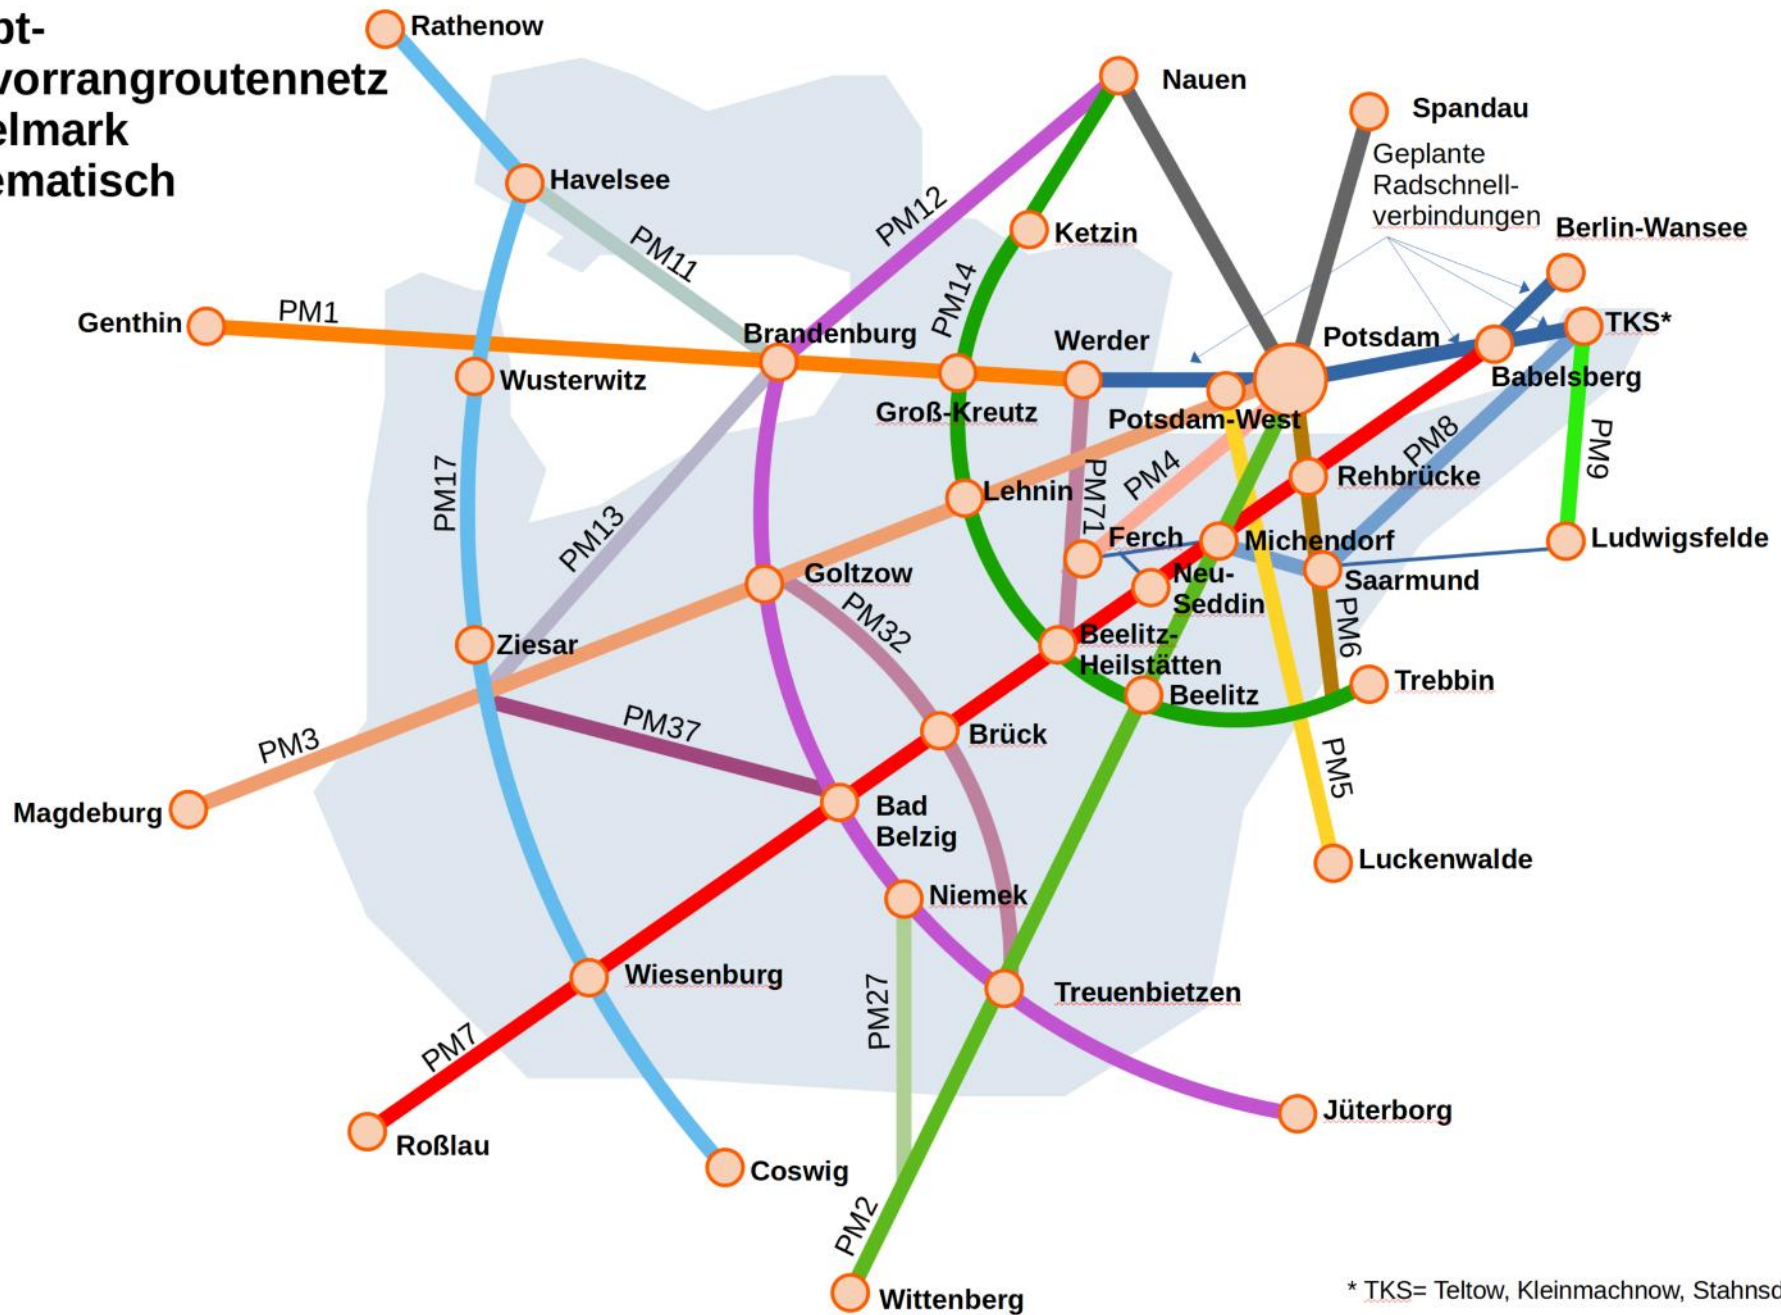 pt-
vorrangroutennetz
elmark
ematisch
Rathenow
Nauen
Spandau
Geplante
Radschnell-
verbindungen
Berlin-Wansee
Havelsee
PM12
Ketzin
PM11
PM14
Genthin
PM1
Brandenburg
Werder
Potsdam
TKS*
Wusterwitz
Groß-Kreutz
Potsdam-West
Babelsberg
PM17
PM13
Lehnin
PM71
PM4
PM8
PM9
Rehbrücke
Ferch
Michendorf
Ludwigsfelde
Goltzow
Neu-
Seddin
Saarmund
PM32
PM6
Ziesar
Beelitz-
Heilstätten
Beelitz
Trebbin
PM3
PM37
Brück
PM5
Magdeburg
Bad
Belzig
Luckenwalde
Niemek
Wiesenburg
PM27
Treuenbietzen
PM7
Roßlau
Jüterborg
Coswig
PM2
Wittenberg
* TKS= Teltow, Kleinmachnow, Stahnsd